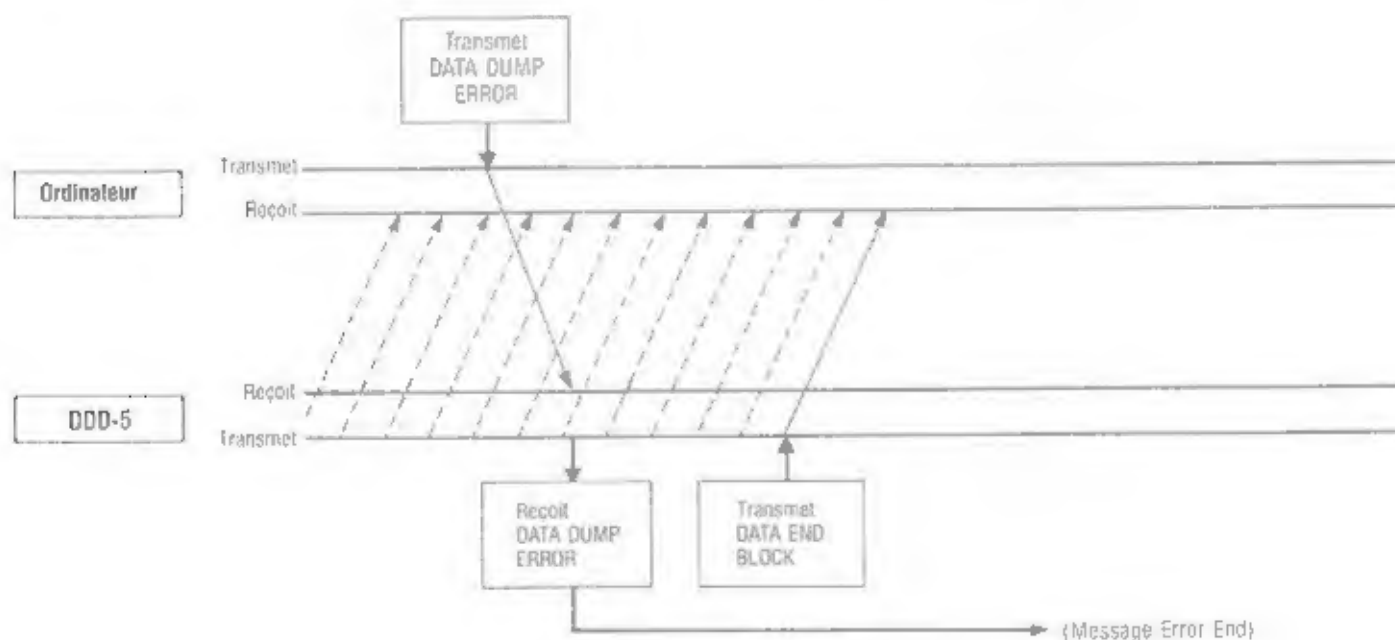 Transmet
DATA DUMP
ERROR
Transmet
Ordinateur
Reçoit
Reçoit
DDD-5
Transmet
Reçoit
DATA DUMP
ERROR
Transmet
DATA END
BLOCK
(Message Error End)